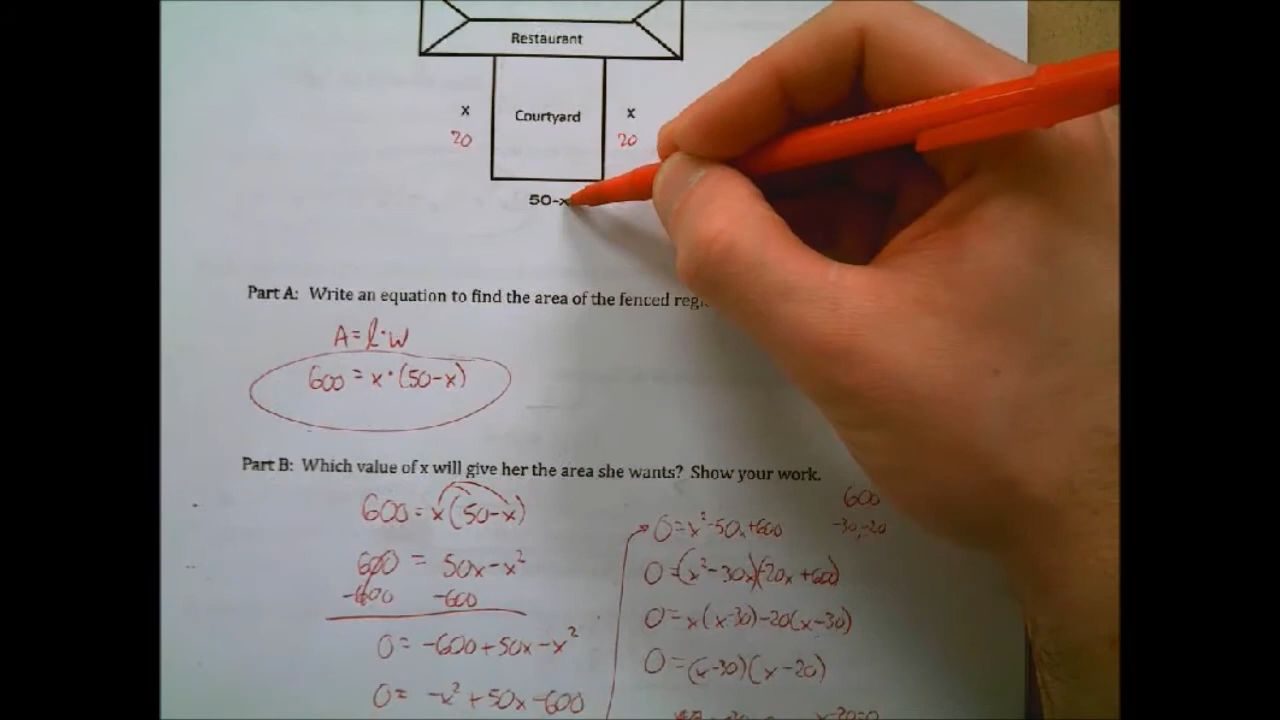 Restaurant
x Courtyard x
20 20
50-x
Part A: Write an equation to find the area of the fenced
A=l·w
600 = x·(50-x)
Part B: Which value of x will give her the area she wants? Show your work.
600 = x(50-x)
600 = 50x-x²
-600 -600
0 = -600+50x-x²
0 = -x²+50x-600
600
-30,-20
0=x²-50x+600
0=(x²-30x)(-20x+600)
0=x(x-30)-20(x-30)
0=(x-30)(x-20)
x-20=0